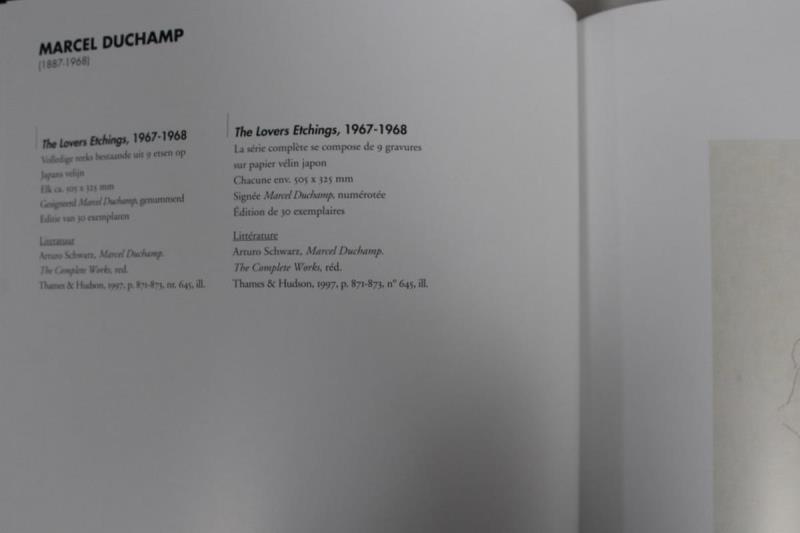 MARCEL DUCHAMP
(1887-1968)
The Lovers Etchings, 1967-1968
Volledige reeks bestaande uit 9 etsen op
Japans velijn
Elk ca. 505 x 325 mm
Gesigneerd Marcel Duchamp, genummerd
Editie van 30 exemplaren
Literatuur
Arturo Schwarz, Marcel Duchamp.
The Complete Works, red.
Thames & Hudson, 1997, p. 871-873, nr. 645, ill.
The Lovers Etchings, 1967-1968
La série complète se compose de 9 gravures
sur papier vélin japon
Chacune env. 505 x 325 mm
Signée Marcel Duchamp, numérotée
Édition de 30 exemplaires
Littérature
Arturo Schwarz, Marcel Duchamp.
The Complete Works, réd.
Thames & Hudson, 1997, p. 871-873, n° 645, ill.